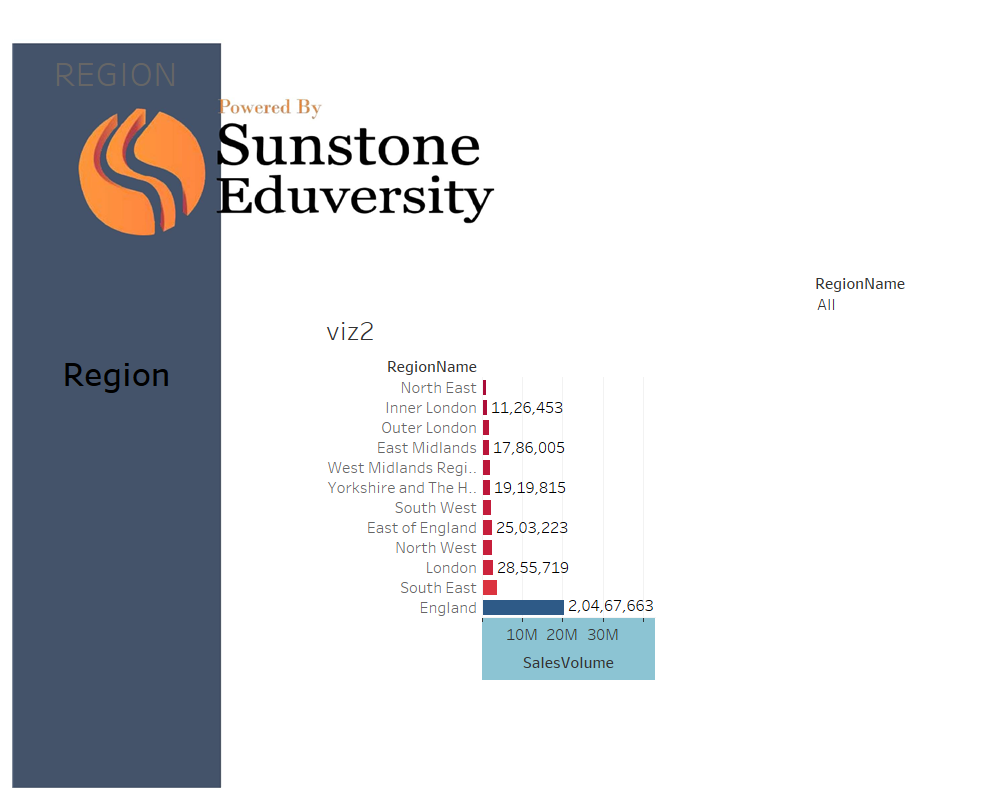 REGION
Powered By
Sunstone
Eduversity
RegionName
All
Region
viz2
RegionName
North East
Inner London 11,26,453
Outer London
East Midlands 17,86,005
West Midlands Regi..
Yorkshire and The H.. 19,19,815
South West
East of England 25,03,223
North West
London 28,55,719
South East
England 2,04,67,663
10M 20M 30M
SalesVolume